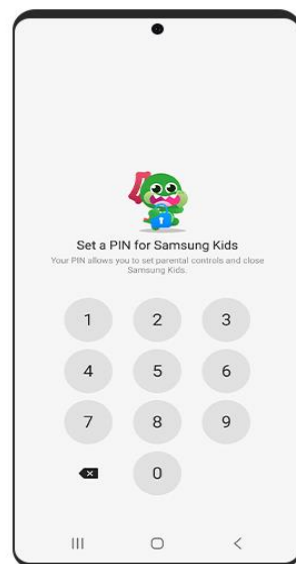 Set a PIN for Samsung Kids
Your PIN allows you to set parental controls and close
Samsung Kids.
1 2 3
4 5 6
7 8 9
0